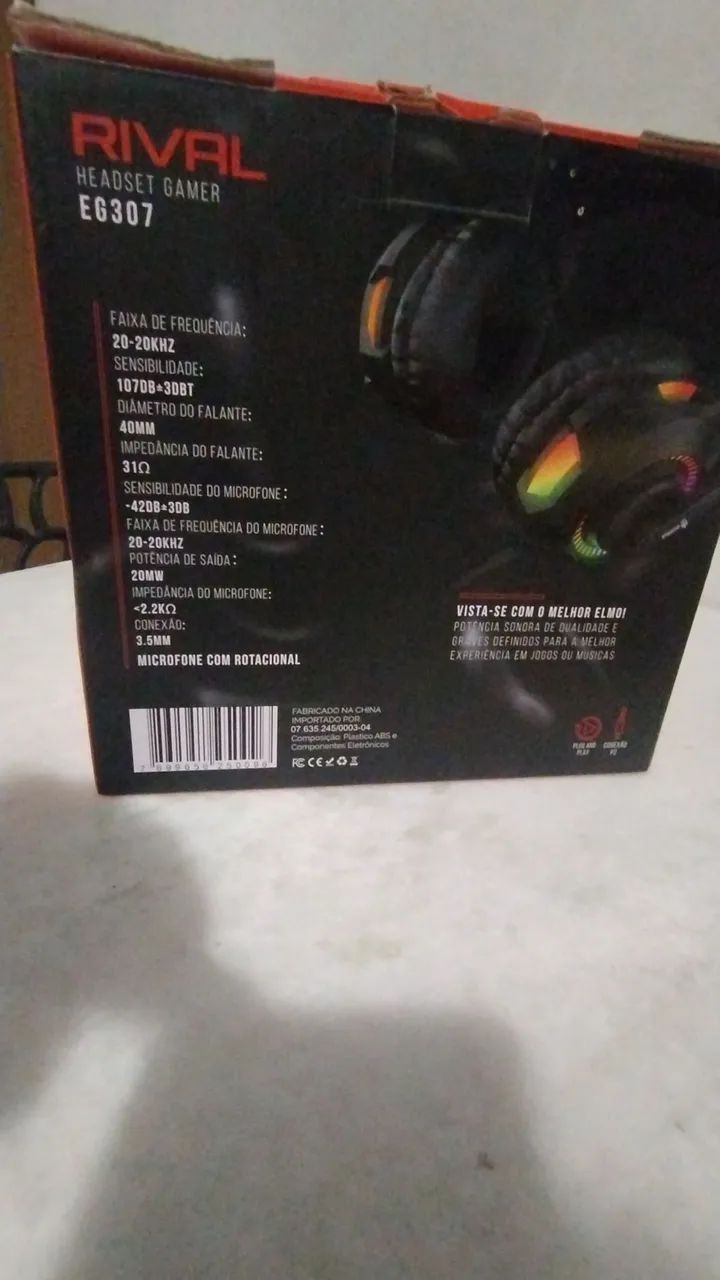 RIVAL
HEADSET GAMER
EG307
FAIXA DE FREQUÊNCIA:
20-20KHZ
SENSIBILIDADE:
107DB±3DBT
DIÂMETRO DO FALANTE:
40MM
IMPEDÂNCIA DO FALANTE:
31Ω
SENSIBILIDADE DO MICROFONE:
-42DB±3DB
FAIXA DE FREQUÊNCIA DO MICROFONE:
20-20KHZ
POTÊNCIA DE SAÍDA:
20MW
IMPEDÂNCIA DO MICROFONE:
<2.2KΩ
CONEXÃO:
3.5MM
MICROFONE COM ROTACIONAL
VISTA-SE COM O MELHOR ELMO!
POTÊNCIA SONORA DE QUALIDADE E
GRAVES DEFINIDOS PARA A MELHOR
EXPERIÊNCIA EM JOGOS OU MÚSICAS
FABRICADO NA CHINA
IMPORTADO POR
07 635 245/0003-04
Composição: Plastico ABS e
Componentes Eletrônicos
FC CE
PLUG AND
PLAY
CONEXÃO
P2